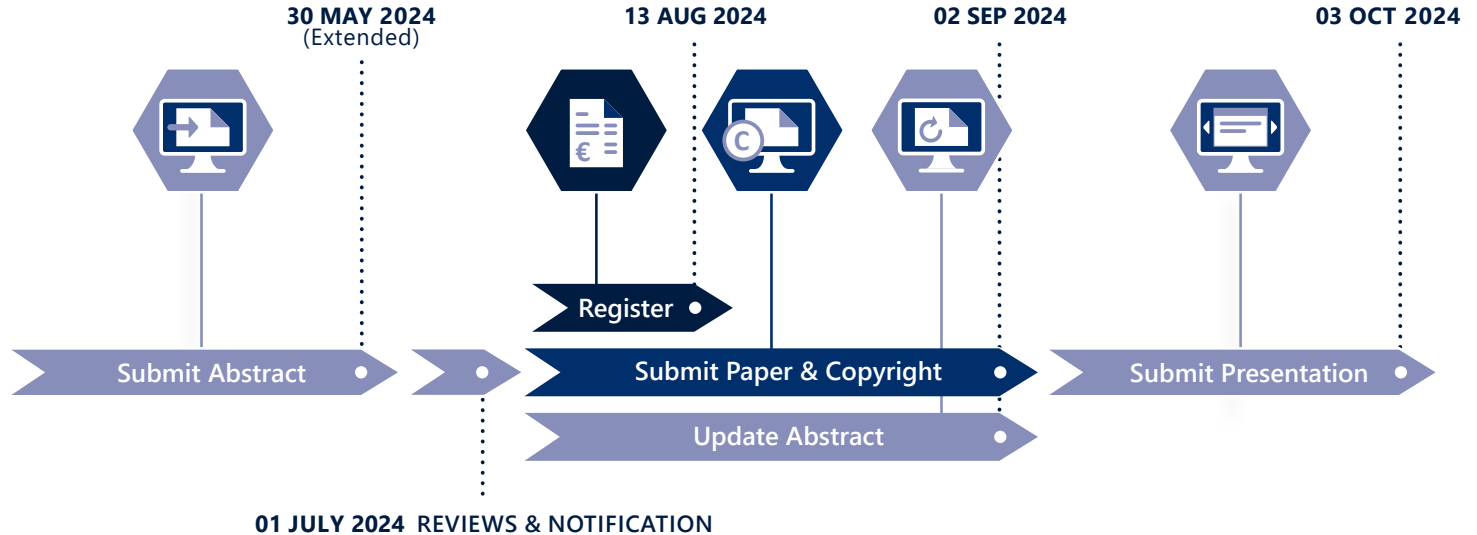 30 MAY 2024
(Extended)
13 AUG 2024
02 SEP 2024
03 OCT 2024
€
C
Register
Submit Abstract
Submit Paper & Copyright
Submit Presentation
Update Abstract
01 JULY 2024 REVIEWS & NOTIFICATION